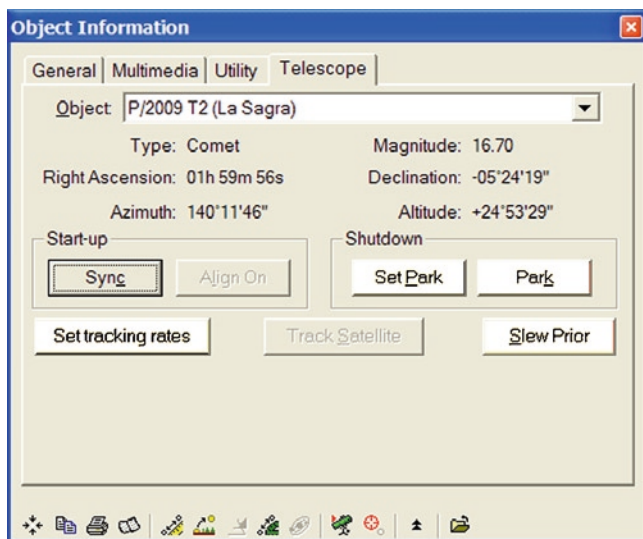 Object Information
General Multimedia Utility Telescope
Object: P/2009 T2 (La Sagra)
Type: Comet Magnitude: 16.70
Right Ascension: 01h 59m 56s Declination: -05°24'19"
Azimuth: 140°11'46" Altitude: +24°53'29"
Start-up Shutdown
Sync Align On Set Park Park
Set tracking rates Track Satellite Slew Prior